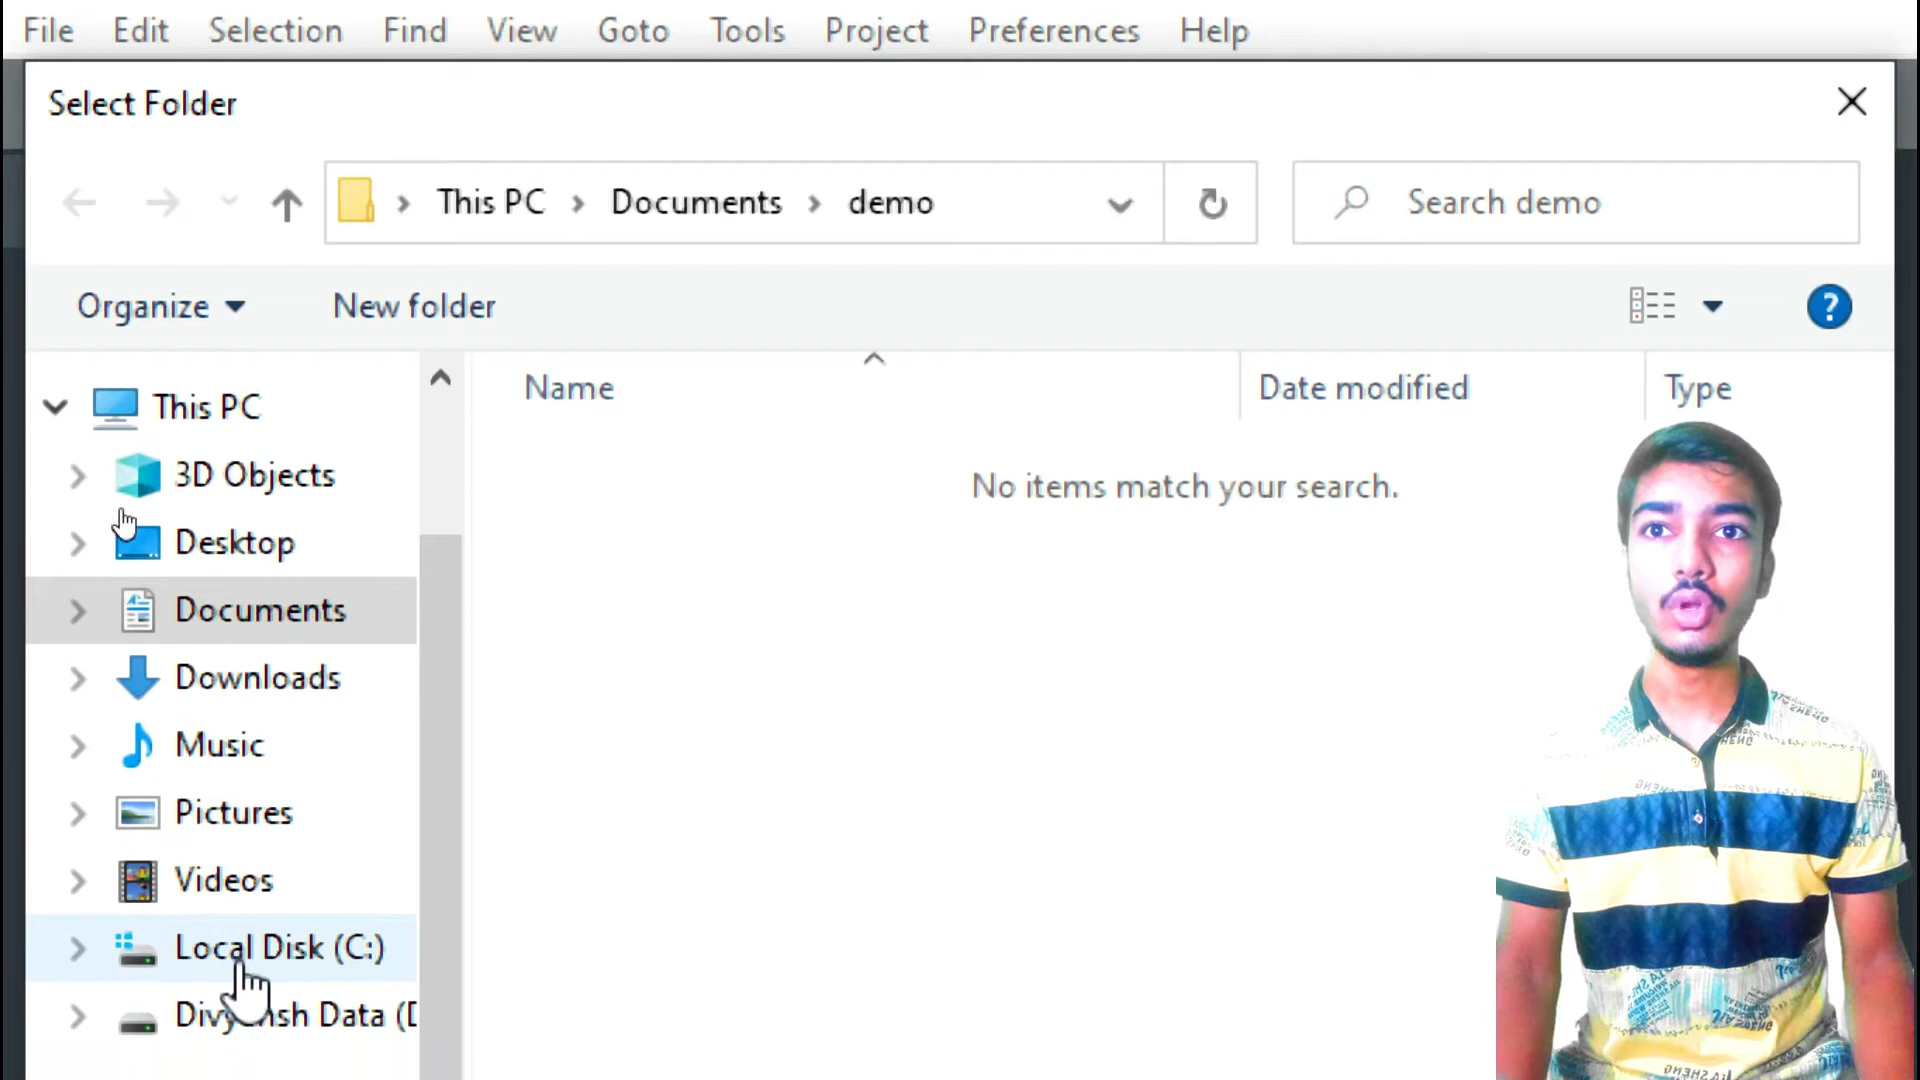 File Edit Selection Find View Goto Tools Project Preferences Help
Select Folder
This PC Documents demo
Search demo
Organize New folder
?
Name Date modified Type
This PC
3D Objects
Desktop
Documents
Downloads
Music
Pictures
Videos
Local Disk (C:)
Data (D
No items match your search.